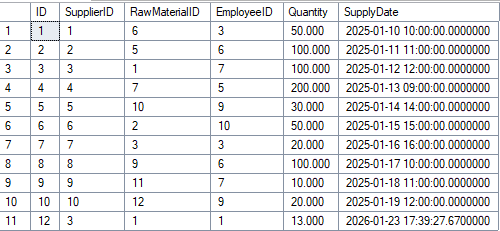 ID SupplierID RawMaterialID EmployeeID Quantity SupplyDate
1 1 1 6 3 50.000 2025-01-10 10:00:00.0000000
2 2 2 5 6 100.000 2025-01-11 11:00:00.0000000
3 3 3 1 7 100.000 2025-01-12 12:00:00.0000000
4 4 4 7 5 200.000 2025-01-13 09:00:00.0000000
5 5 5 10 9 30.000 2025-01-14 14:00:00.0000000
6 6 6 2 10 50.000 2025-01-15 15:00:00.0000000
7 7 7 3 3 20.000 2025-01-16 16:00:00.0000000
8 8 8 9 6 100.000 2025-01-17 10:00:00.0000000
9 9 9 11 7 10.000 2025-01-18 11:00:00.0000000
10 10 10 12 9 20.000 2025-01-19 12:00:00.0000000
11 12 3 1 1 13.000 2026-01-23 17:39:27.6700000